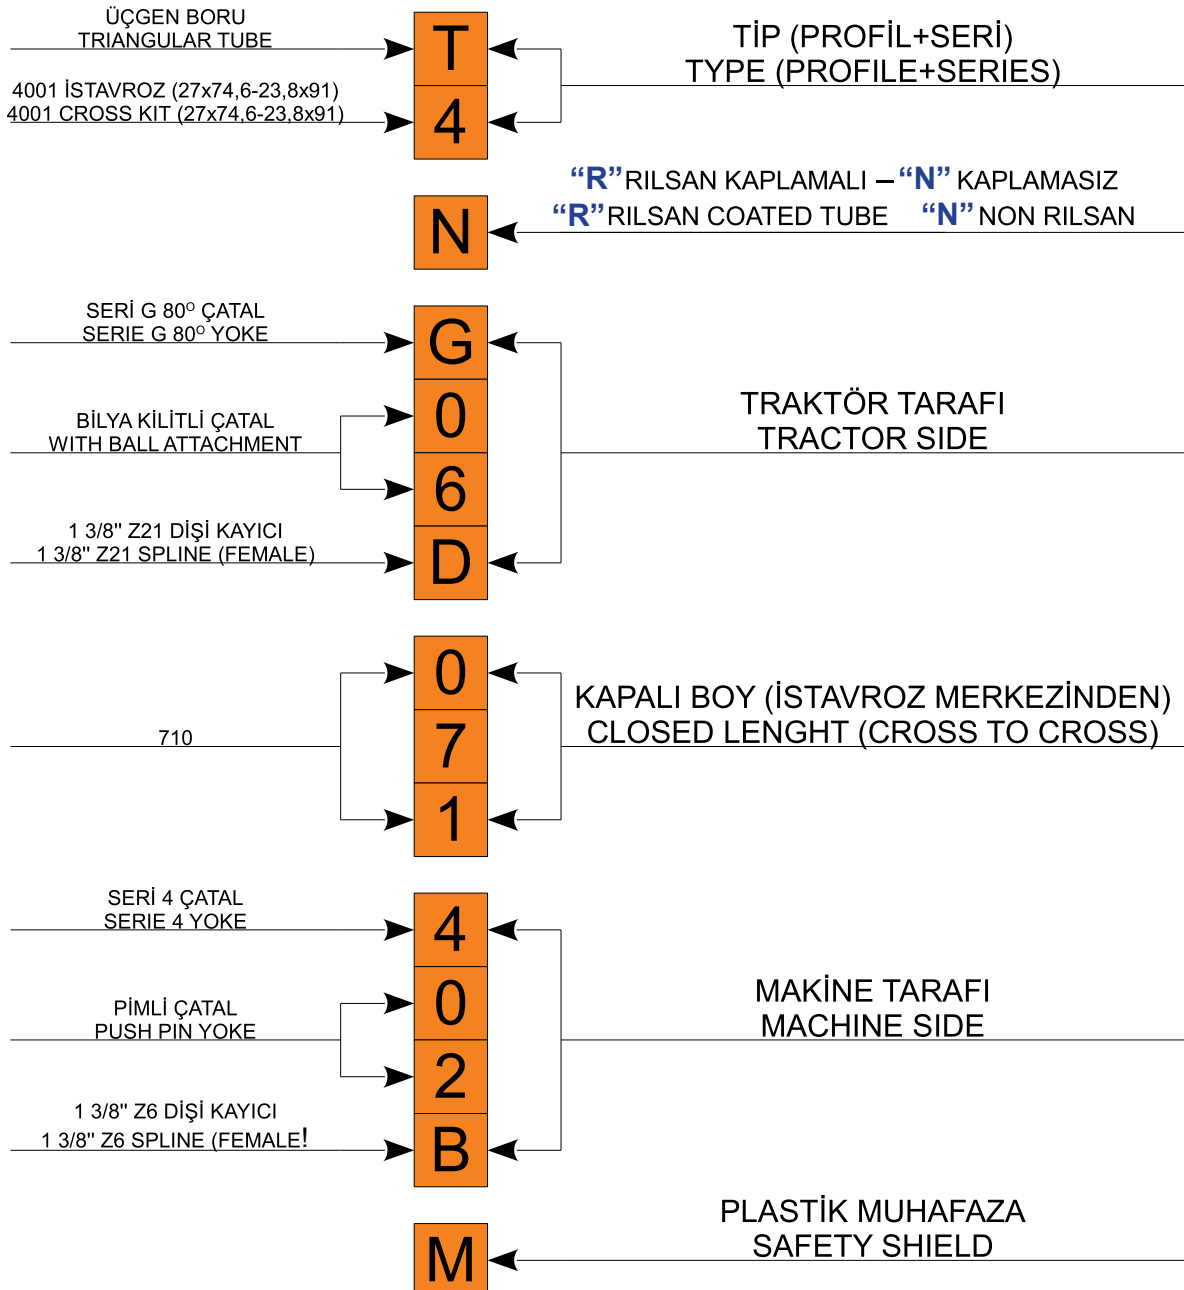 ÜÇGEN BORU
TRIANGULAR TUBE
T
TİP (PROFİL+SERİ)
TYPE (PROFILE+SERIES)
4001 İSTAVROZ (27x74,6-23,8x91)
4001 CROSS KIT (27x74,6-23,8x91)
4
“R” RILSAN KAPLAMALI – “N” KAPLAMASIZ
“R” RILSAN COATED TUBE “N” NON RILSAN
N
SERİ G 80° ÇATAL
SERIE G 80° YOKE
G
BİLYA KİLİTLİ ÇATAL
WITH BALL ATTACHMENT
0
6
TRAKTÖR TARAFI
TRACTOR SIDE
1 3/8" Z21 DİŞİ KAYICI
1 3/8" Z21 SPLINE (FEMALE)
D
710
0
7
1
KAPALI BOY (İSTAVROZ MERKEZİNDEN)
CLOSED LENGHT (CROSS TO CROSS)
SERİ 4 ÇATAL
SERIE 4 YOKE
4
PİMLİ ÇATAL
PUSH PIN YOKE
0
2
MAKİNE TARAFI
MACHINE SIDE
1 3/8" Z6 DİŞİ KAYICI
1 3/8" Z6 SPLINE (FEMALE!
B
M
PLASTİK MUHAFAZA
SAFETY SHIELD